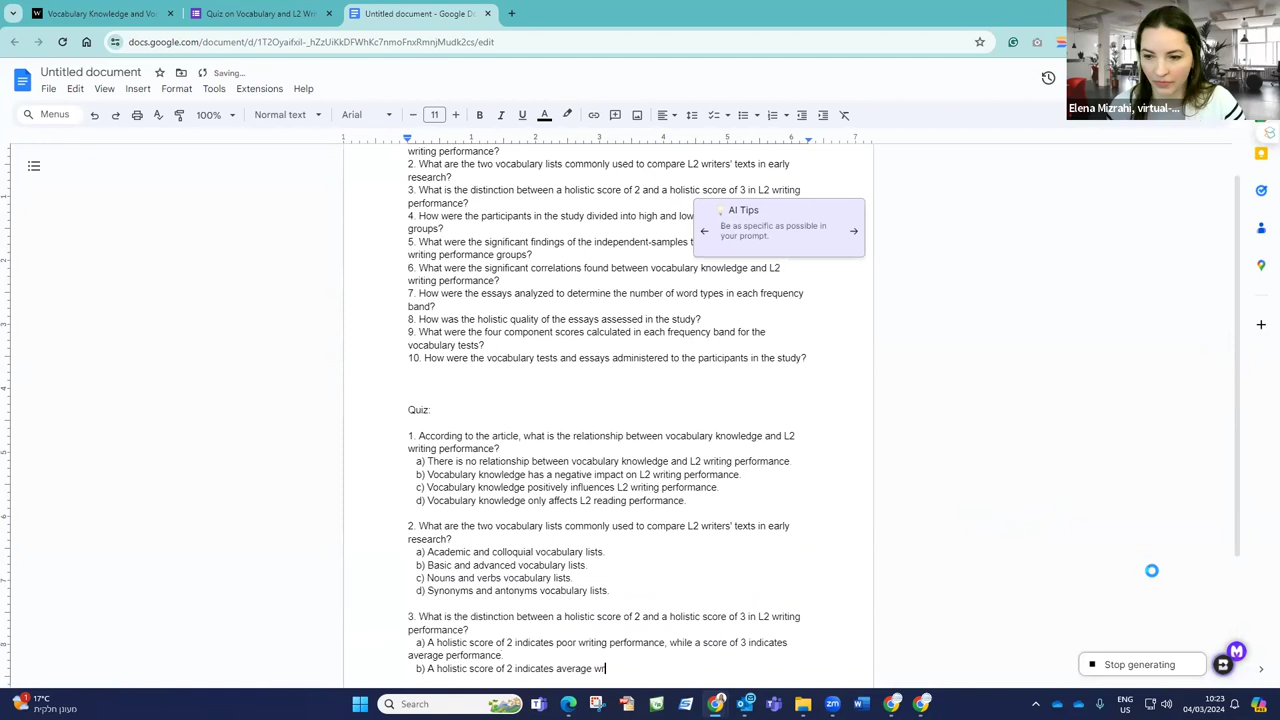 Vocabulary Knowledge and Voc
Quiz on Vocabulary and L2 Writ
Untitled document - Google Do
docs.google.com/document/d/1T2Oyaifxil-_hZzUiKkDFWhKc7nmoFnxRmnjMudk2cs/edit
Untitled document
Saving...
File Edit View Insert Format Tools Extensions Help
Menus
100%
Normal text
Arial
11
Elena Mizrahi, virtual-...
1 1 2 3 4 5 6 7
writing performance?
2. What are the two vocabulary lists commonly used to compare L2 writers' texts in early
research?
3. What is the distinction between a holistic score of 2 and a holistic score of 3 in L2 writing
performance?
4. How were the participants in the study divided into high and low
groups?
5. What were the significant findings of the independent-samples t
writing performance groups?
6. What were the significant correlations found between vocabulary knowledge and L2
writing performance?
7. How were the essays analyzed to determine the number of word types in each frequency
band?
8. How was the holistic quality of the essays assessed in the study?
9. What were the four component scores calculated in each frequency band for the
vocabulary tests?
10. How were the vocabulary tests and essays administered to the participants in the study?
AI Tips
Be as specific as possible in
your prompt.
Quiz:
1. According to the article, what is the relationship between vocabulary knowledge and L2
writing performance?
a) There is no relationship between vocabulary knowledge and L2 writing performance.
b) Vocabulary knowledge has a negative impact on L2 writing performance.
c) Vocabulary knowledge positively influences L2 writing performance.
d) Vocabulary knowledge only affects L2 reading performance.
2. What are the two vocabulary lists commonly used to compare L2 writers' texts in early
research?
a) Academic and colloquial vocabulary lists.
b) Basic and advanced vocabulary lists.
c) Nouns and verbs vocabulary lists.
d) Synonyms and antonyms vocabulary lists.
3. What is the distinction between a holistic score of 2 and a holistic score of 3 in L2 writing
performance?
a) A holistic score of 2 indicates poor writing performance, while a score of 3 indicates
average performance.
b) A holistic score of 2 indicates average wr
Stop generating
17°C
מעונן חלקית
Search
ENG
US
10:23
04/03/2024